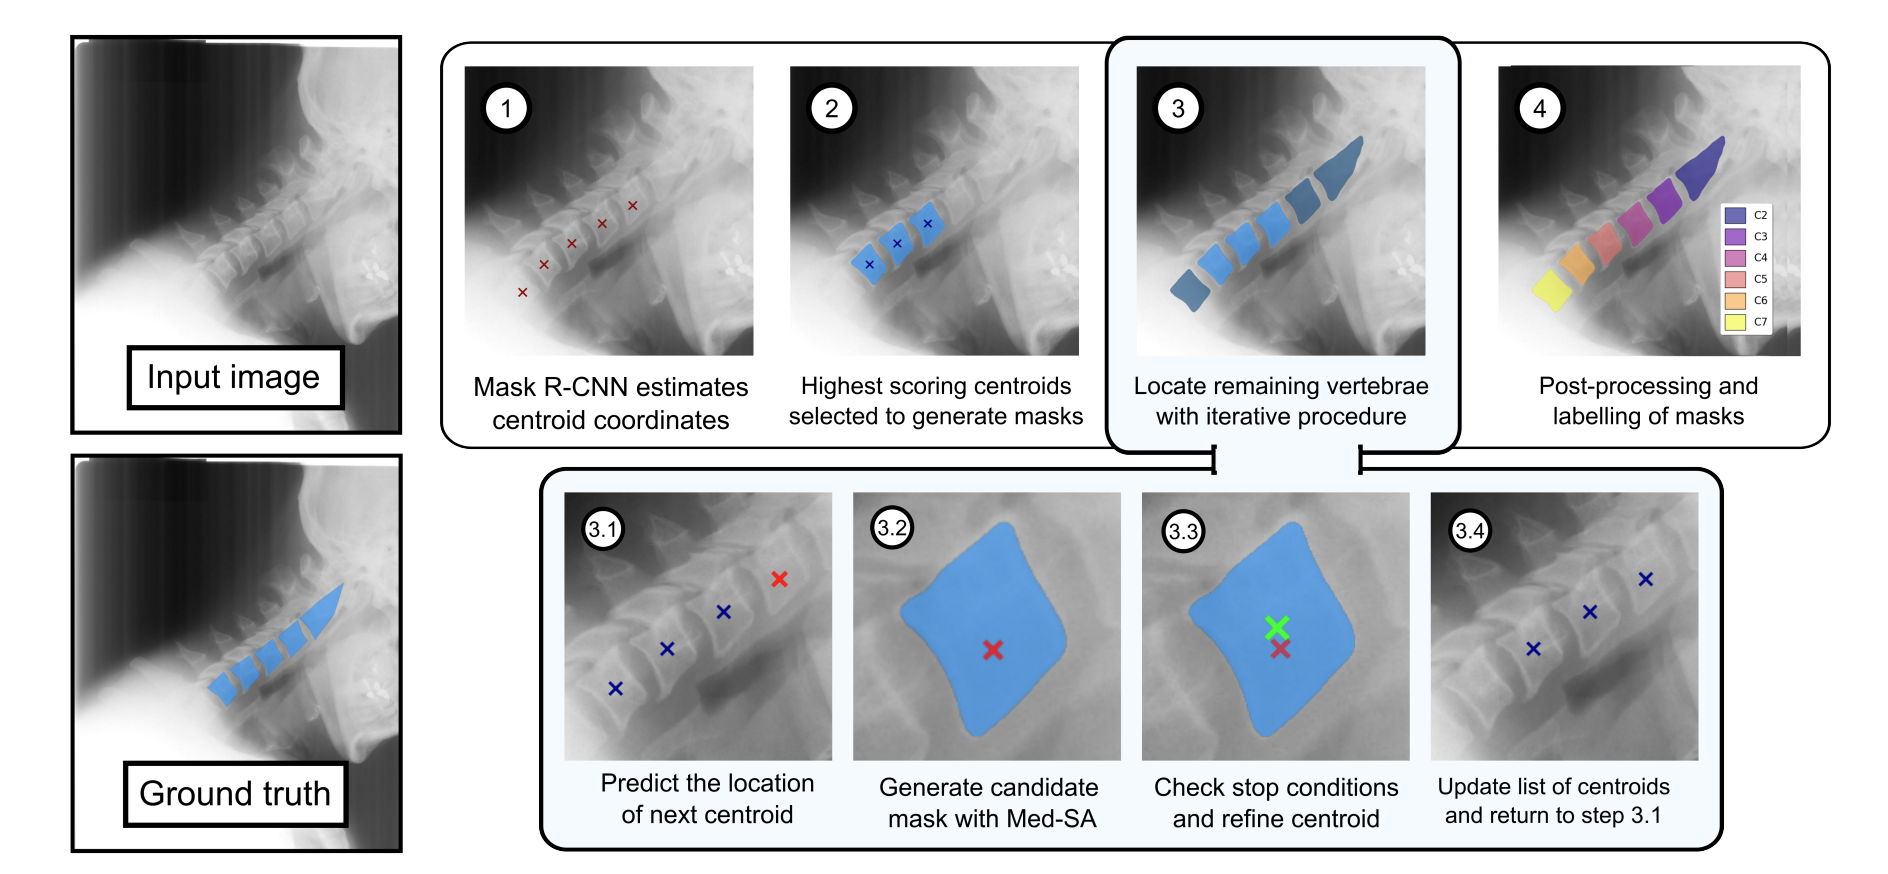 Input image
Ground truth
1
Mask R-CNN estimates
centroid coordinates
2
Highest scoring centroids
selected to generate masks
3
Locate remaining vertebrae
with iterative procedure
4
C2
C3
C4
C5
C6
C7
Post-processing and
labelling of masks
3.1
Predict the location
of next centroid
3.2
Generate candidate
mask with Med-SA
3.3
Check stop conditions
and refine centroid
3.4
Update list of centroids
and return to step 3.1